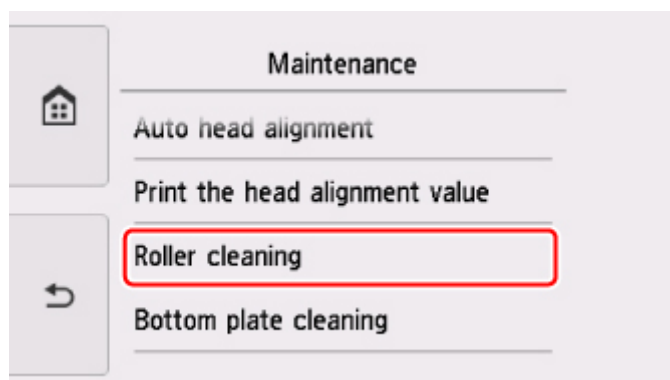 Maintenance
Auto head alignment
Print the head alignment value
Roller cleaning
Bottom plate cleaning